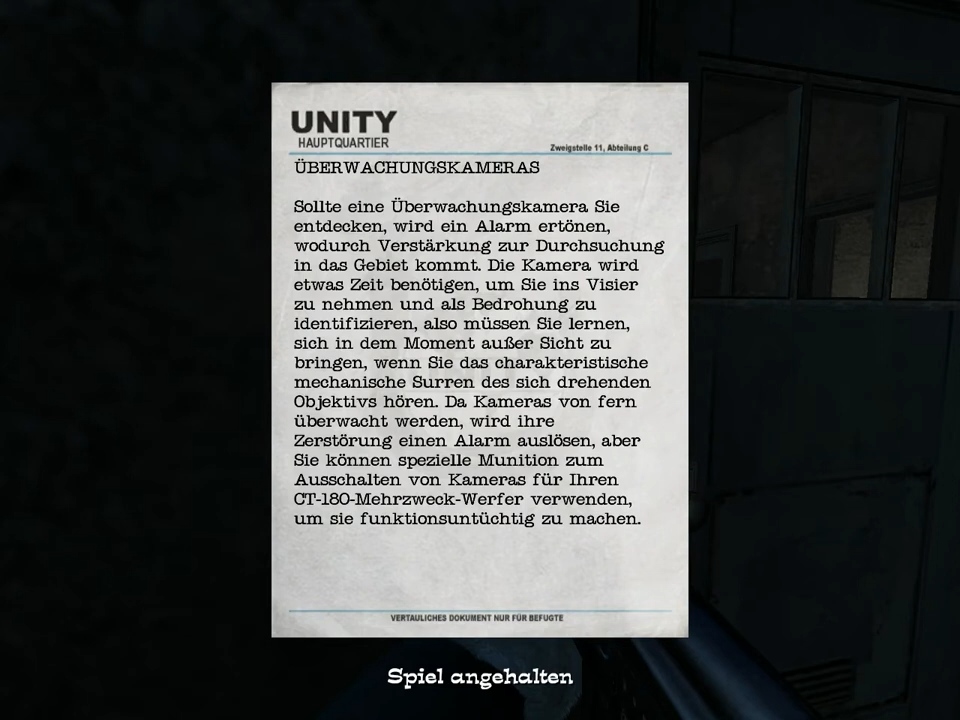 UNITY
HAUPTQUARTIER
Zweigstelle 11, Abteilung C
ÜBERWACHUNGSKAMERAS
Sollte eine Überwachungskamera Sie
entdecken, wird ein Alarm ertönen,
wodurch Verstärkung zur Durchsuchung
in das Gebiet kommt. Die Kamera wird
etwas Zeit benötigen, um Sie ins Visier
zu nehmen und als Bedrohung zu
identifizieren, also müssen Sie lernen,
sich in dem Moment außer Sicht zu
bringen, wenn Sie das charakteristische
mechanische Surren des sich drehenden
Objektivs hören. Da Kameras von fern
überwacht werden, wird ihre
Zerstörung einen Alarm auslösen, aber
Sie können spezielle Munition zum
Ausschalten von Kameras für Ihren
CT-180-Mehrzweck-Werfer verwenden,
um sie funktionsuntüchtig zu machen.
VERTAULICHES DOKUMENT NUR FÜR BEFUGTE
Spiel angehalten